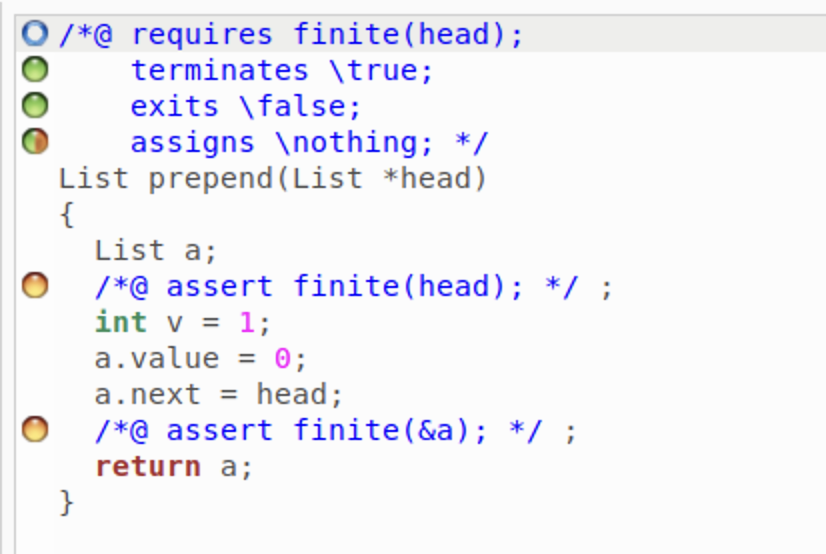 /*@ requires finite(head);
    terminates \true;
    exits \false;
    assigns \nothing; */
List prepend(List *head)
{
  List a;
  /*@ assert finite(head); */ ;
  int v = 1;
  a.value = 0;
  a.next = head;
  /*@ assert finite(&a); */ ;
  return a;
}